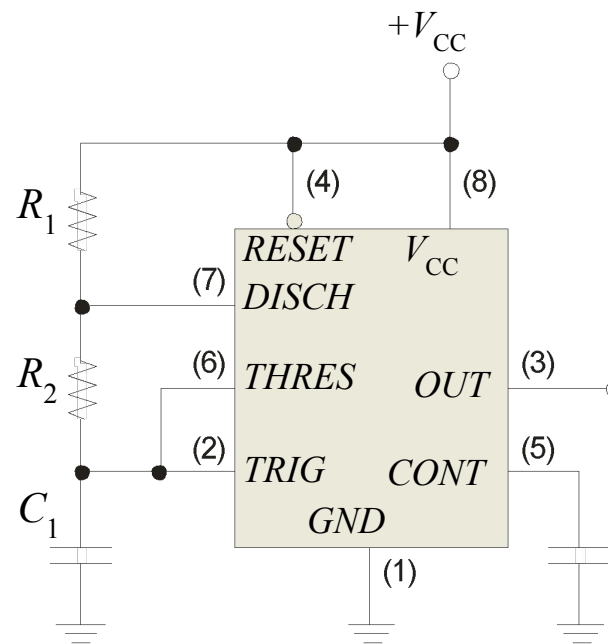 +VCC
(4) (8)
R1
RESET VCC
(7) DISCH
R2
(6) THRES OUT (3)
(2) TRIG CONT (5)
C1
GND
(1)